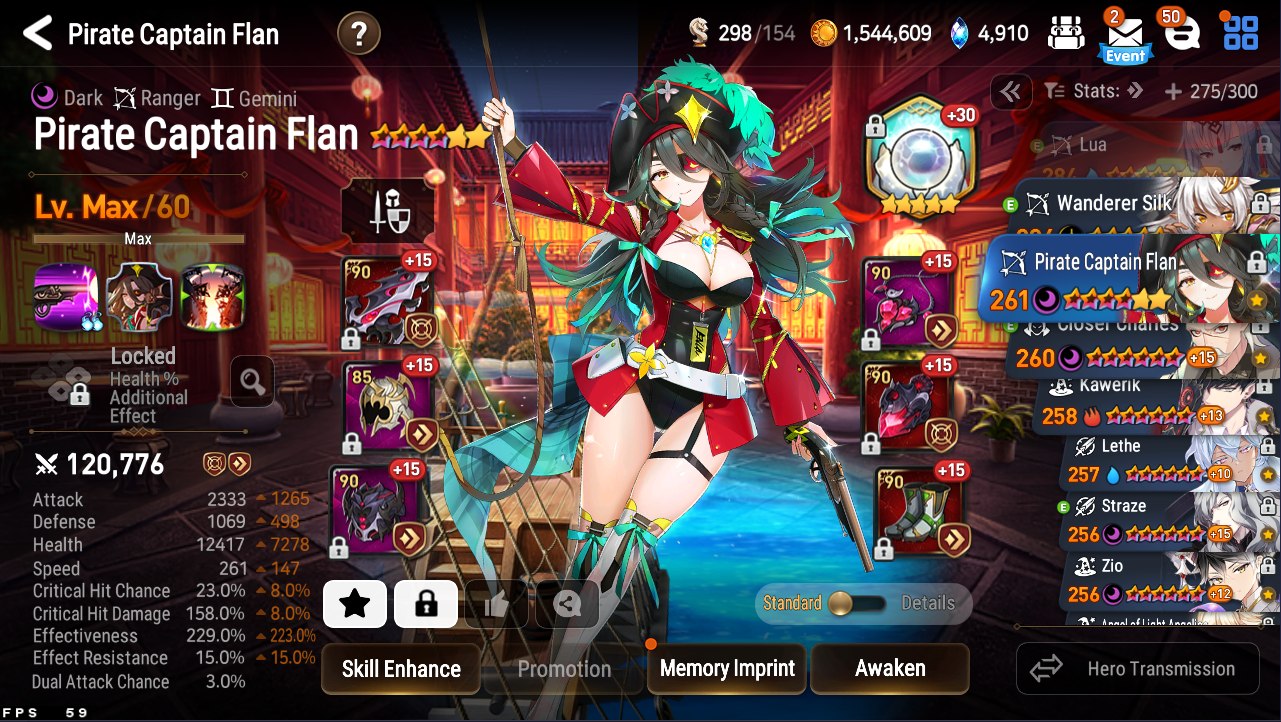 Pirate Captain Flan
?
298/154
1,544,609
4,910
2
Event
50
Dark Ranger Gemini
Pirate Captain Flan
Lv. Max/60
Max
Locked
Health %
Additional
Effect
120,776
Attack 2333 1265
Defense 1069 498
Health 12417 7278
Speed 261 147
Critical Hit Chance 23.0% 8.0%
Critical Hit Damage 158.0% 8.0%
Effectiveness 229.0% 223.0%
Effect Resistance 15.0% 15.0%
Dual Attack Chance 3.0%
FPS 59
90 +15
85 +15
90 +15
+30
90 +15
90 +15
90 +15
Standard Details
Skill Enhance
Promotion
Memory Imprint
Awaken
Stats: + 275/300
E Lua
E Wanderer Silk
Pirate Captain Flan
261
E Closer Charles
260 +15
Kawerik
258 +13
Lethe
257 +10
E Straze
256 +15
Zio
256 +12
Angel of Light Angelica
Hero Transmission